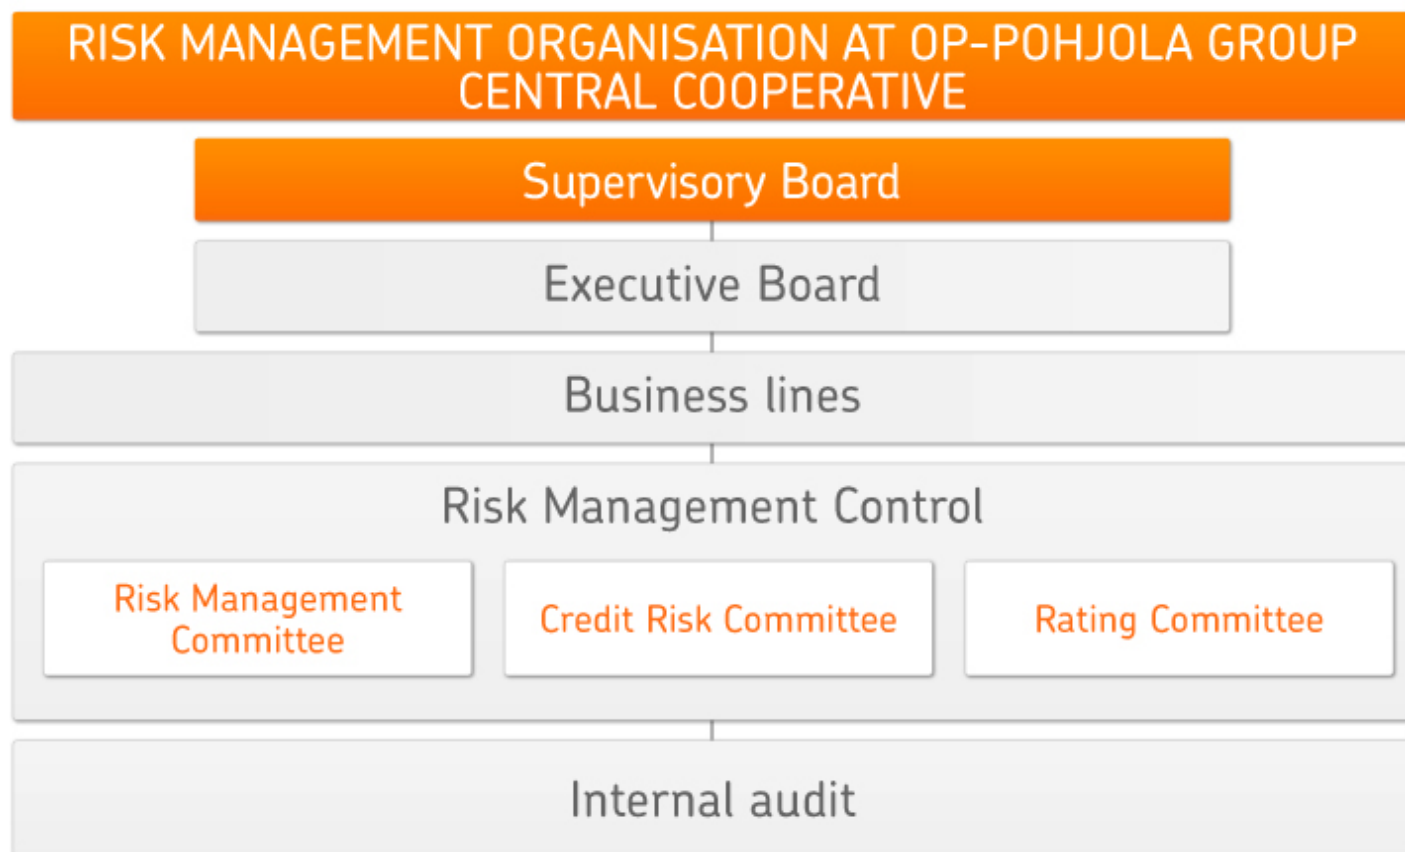 RISK MANAGEMENT ORGANISATION AT OP-POHJOLA GROUP
CENTRAL COOPERATIVE
Supervisory Board
Executive Board
Business lines
Risk Management Control
Risk Management
Committee
Credit Risk Committee
Rating Committee
Internal audit